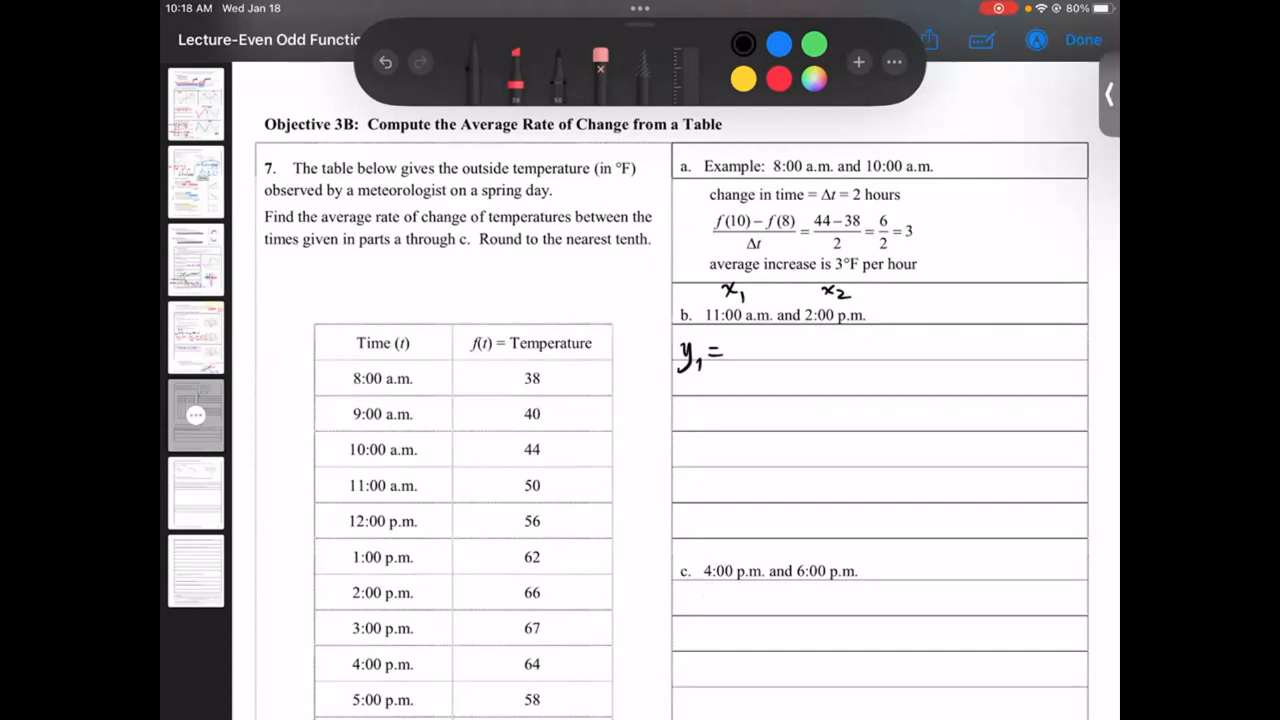 10:18 AM Wed Jan 18
80%
Lecture-Even Odd Functio
Done
Objective 3B: Compute the Average Rate of Change from a Table
7. The table below gives the outside temperature (in °F)
observed by a meteorologist on a spring day.
Find the average rate of change of temperatures between the
times given in parts a through c. Round to the nearest tenth.
Time (t) f(t) = Temperature
8:00 a.m. 38
9:00 a.m. 40
10:00 a.m. 44
11:00 a.m. 50
12:00 p.m. 56
1:00 p.m. 62
2:00 p.m. 66
3:00 p.m. 67
4:00 p.m. 64
5:00 p.m. 58
a. Example: 8:00 a.m. and 10:00 a.m.
change in time = Δt = 2 hours
f(10) – f(8) / Δt = 44 – 38 / 2 = 6 / 2 = 3
average increase is 3°F per hour
x₁ x₂
b. 11:00 a.m. and 2:00 p.m.
y₁ =
c. 4:00 p.m. and 6:00 p.m.